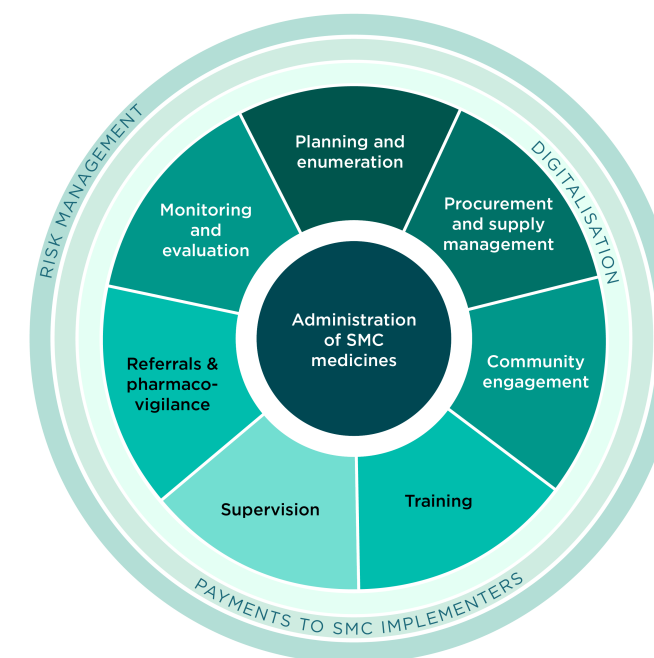 RISK MANAGEMENT
DIGITALISATION
PAYMENTS TO SMC IMPLEMENTERS
Planning and
enumeration
Procurement
and supply
management
Community
engagement
Training
Supervision
Referrals &
pharmaco-
vigilance
Monitoring
and
evaluation
Administration
of SMC
medicines